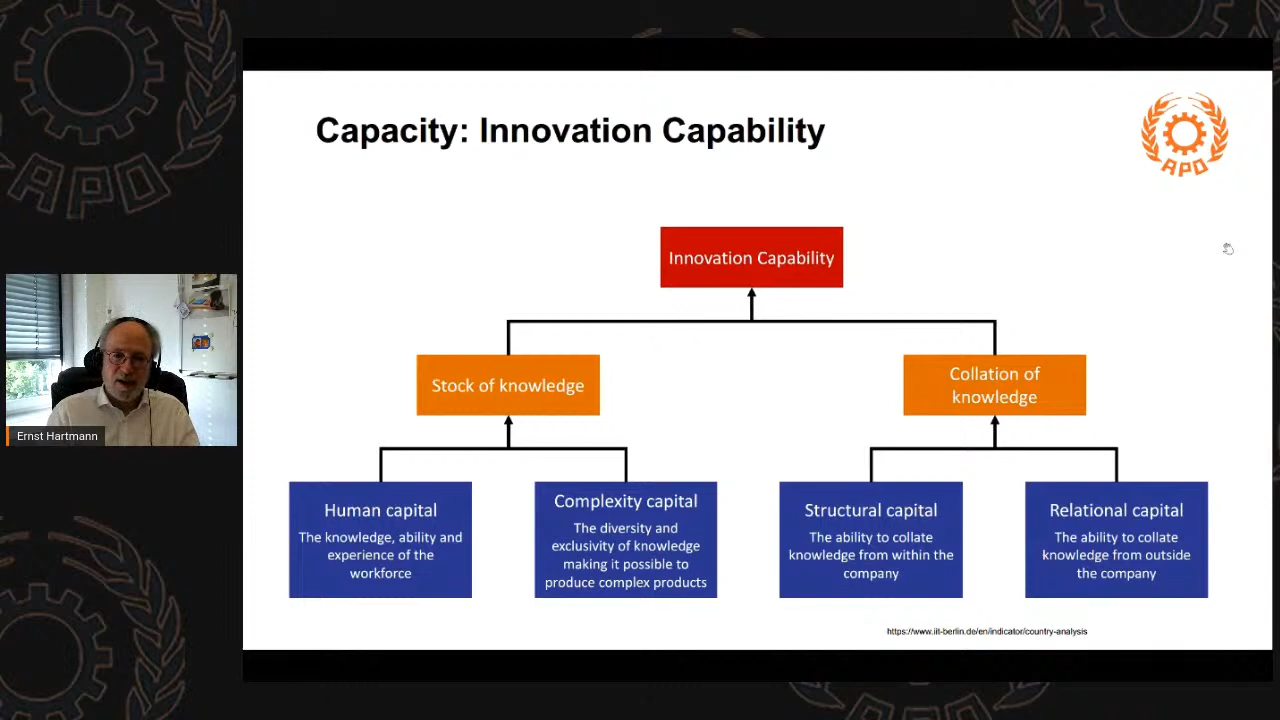 Capacity: Innovation Capability
APO
Innovation Capability
Stock of knowledge
Collation of
knowledge
Human capital
The knowledge, ability and
experience of the
workforce
Complexity capital
The diversity and
exclusivity of knowledge
making it possible to
produce complex products
Structural capital
The ability to collate
knowledge from within the
company
Relational capital
The ability to collate
knowledge from outside
the company
https://www.iit-berlin.de/en/indicator/country-analysis
Ernst Hartmann
APO
APO